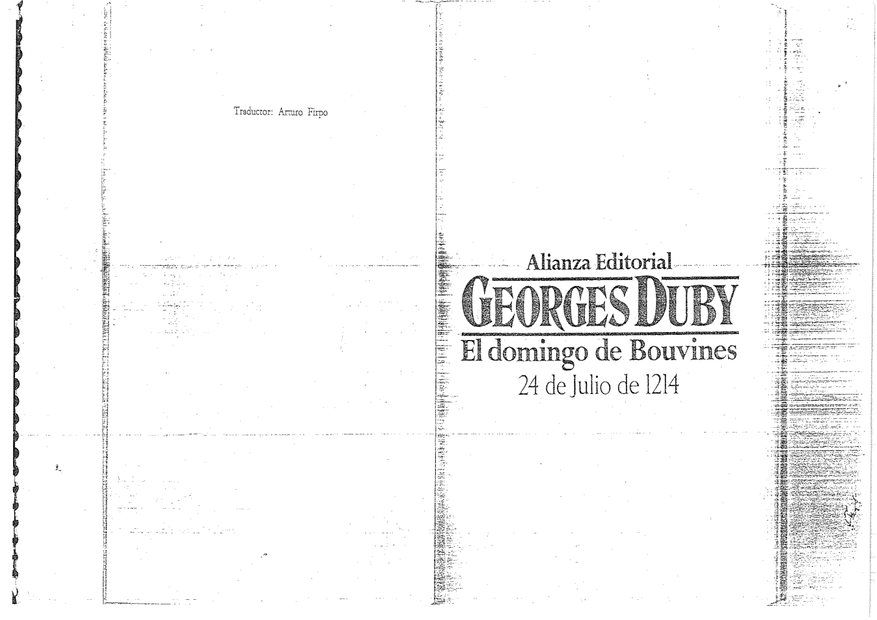 Traductor: Arturo Firpo
Alianza Editorial
GEORGES DUBY
El domingo de Bouvines
24 de Julio de 1214